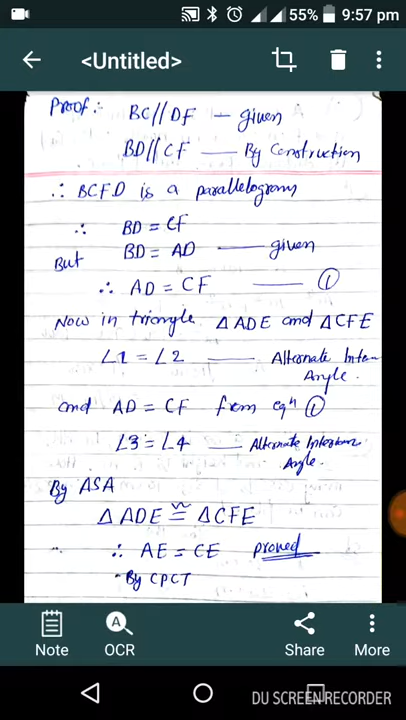 55% 9:57 pm
<Untitled>
Proof:- BC//DF — given
BD//CF — By Construction
∴ BCFD is a parallelogram
∴ BD = CF
But BD = AD — given
∴ AD = CF — ①
Now in triangle △ADE and △CFE
∠1 = ∠2 — Alternate Inter
Angle.
and AD = CF from eqn ①
∠3 = ∠4 — Alternate Interior
Angle.
By ASA
△ADE ≅ △CFE
∴ AE = CE proved
By CPCT
Note OCR Share More
DU SCREEN RECORDER